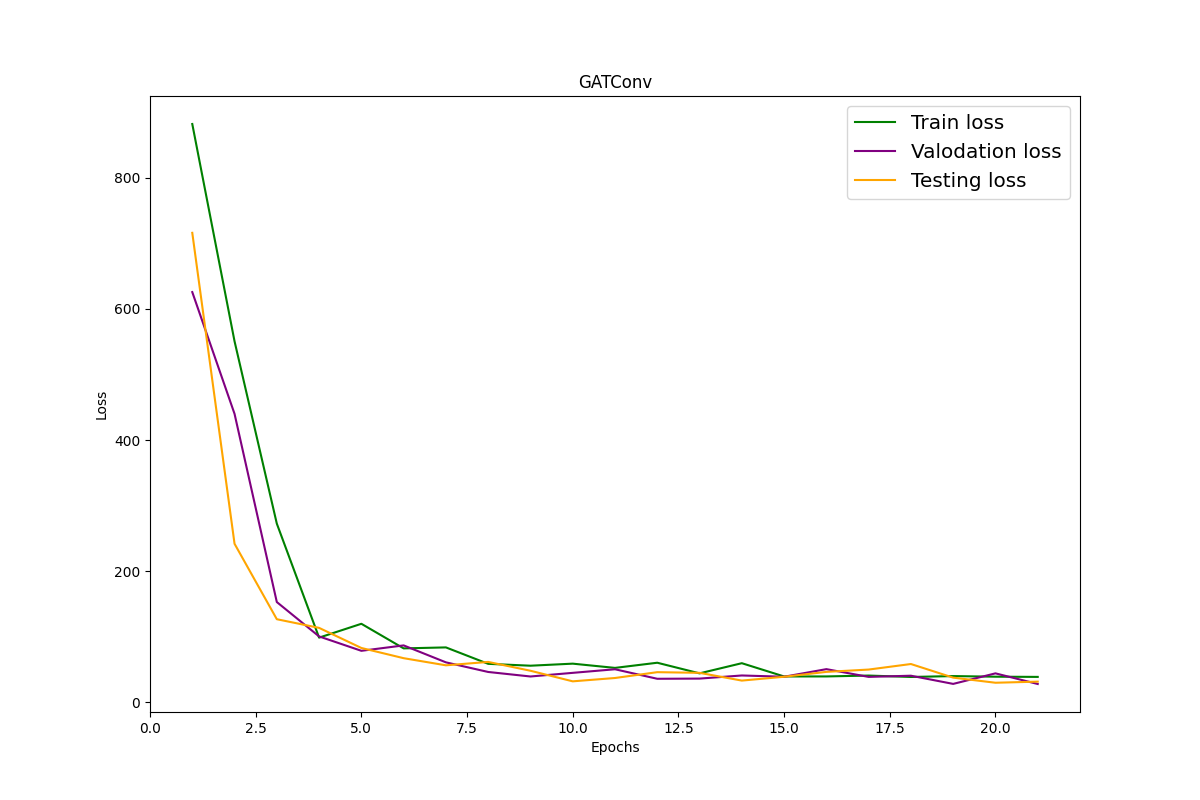 GATConv
Train loss
Valodation loss
Testing loss
800
600
400
200
0
Loss
0.0 2.5 5.0 7.5 10.0 12.5 15.0 17.5 20.0
Epochs